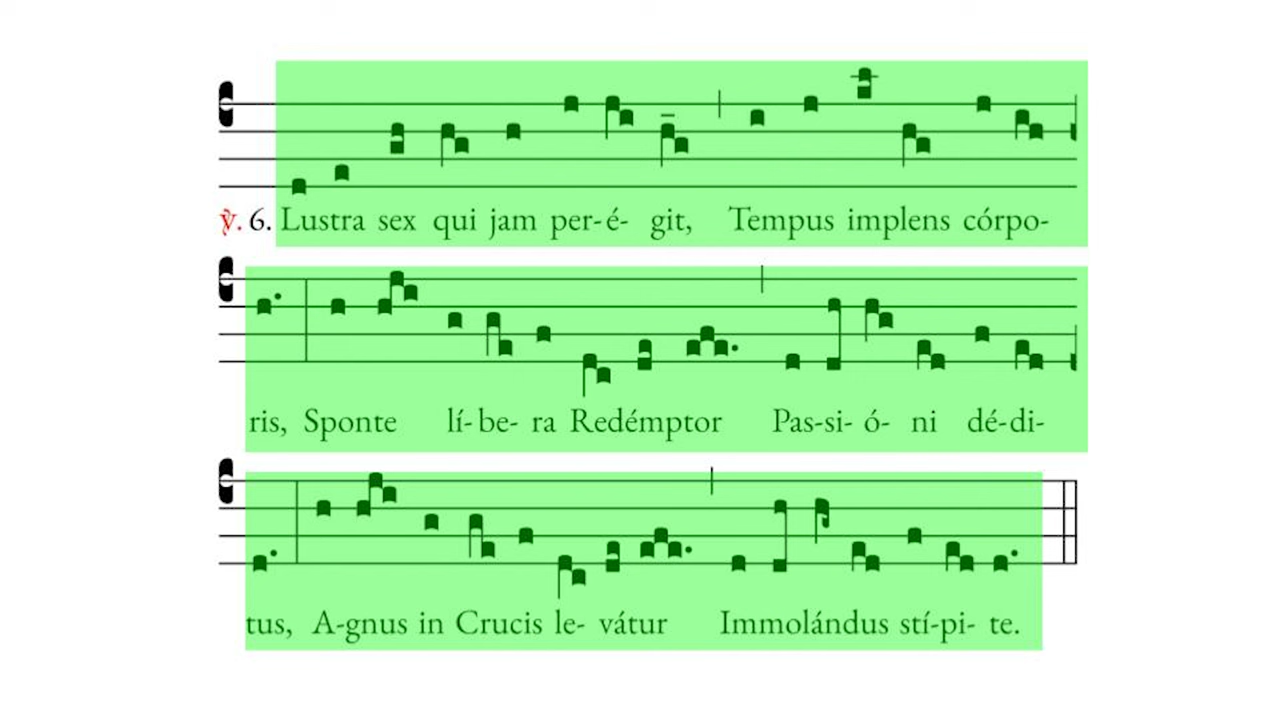 ℣. 6. Lustra sex qui jam per-é- git, Tempus implens córpo-
ris, Sponte lí-be- ra Redémptor Pas-si- ó- ni dé-di-
tus, A-gnus in Crucis le- vátur Immolándus stí-pi- te.